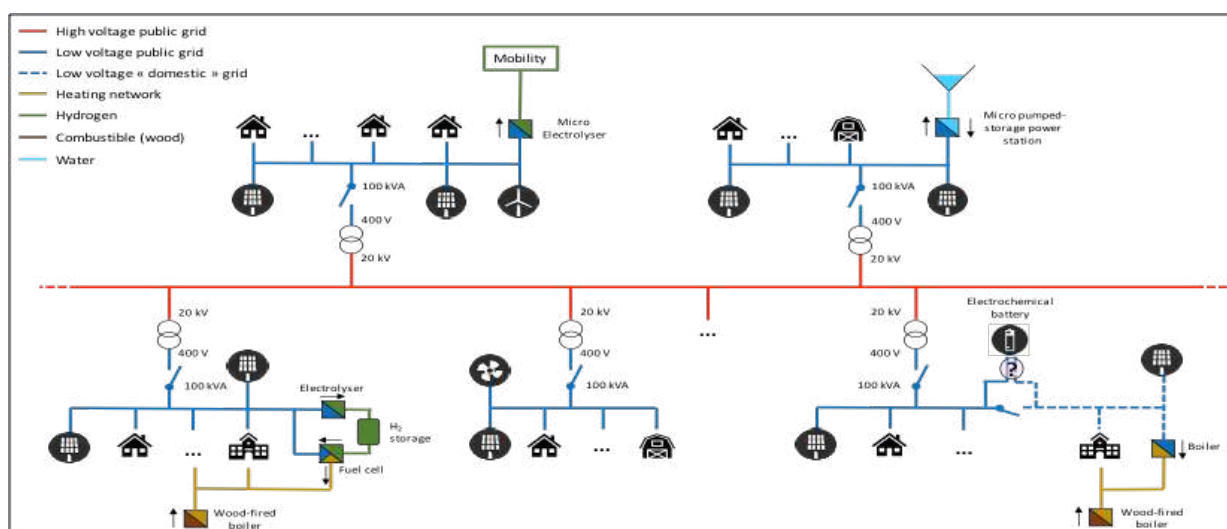 High voltage public grid
Low voltage public grid
Low voltage « domestic » grid
Heating network
Hydrogen
Combustible (wood)
Water
Mobility
Micro
Electrolyser
Micro pumped-
storage power
station
...
...
100 kVA
400 V
20 kV
100 kVA
400 V
20 kV
20 kV
400 V
100 kVA
Electrolyser
H2
storage
Fuel cell
...
Wood-fired
boiler
20 kV
400 V
100 kVA
...
...
20 kV
400 V
100 kVA
Electrochemical
battery
?
...
Boiler
Wood-fired
boiler